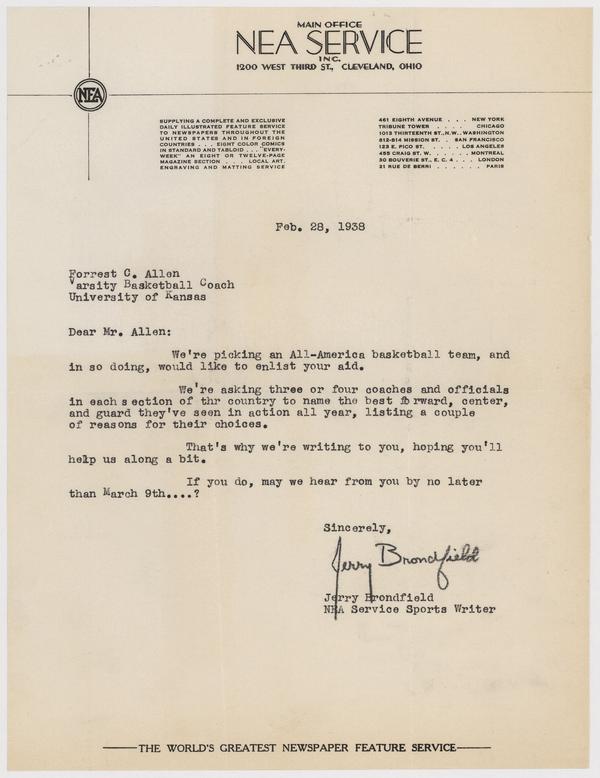 MAIN OFFICE
NEA SERVICE
INC.
1200 WEST THIRD ST., CLEVELAND, OHIO
NEA
SUPPLYING A COMPLETE AND EXCLUSIVE
DAILY ILLUSTRATED FEATURE SERVICE
TO NEWSPAPERS THROUGHOUT THE
UNITED STATES AND IN FOREIGN
COUNTRIES . . . EIGHT COLOR COMICS
IN STANDARD AND TABLOID . . . "EVERY-
WEEK" AN EIGHT OR TWELVE-PAGE
MAGAZINE SECTION . . . LOCAL ART,
ENGRAVING AND MATTING SERVICE
461 EIGHTH AVENUE . . . NEW YORK
TRIBUNE TOWER . . . . CHICAGO
1013 THIRTEENTH ST., N.W., WASHINGTON
812-814 MISSION ST. . SAN FRANCISCO
123 E. PICO ST. . . . . LOS ANGELES
455 CRAIG ST. W. . . . . . MONTREAL
30 BOUVERIE ST., E. C. 4 . . . LONDON
21 RUE DE BERRI . . . . . . PARIS
Feb. 28, 1938
Forrest C. Allen
Varsity Basketball Coach
University of Kansas
Dear Mr. Allen:
We're picking an All-America basketball team, and
in so doing, would like to enlist your aid.
We're asking three or four coaches and officials
in each section of thr country to name the best forward, center,
and guard they've seen in action all year, listing a couple
of reasons for their choices.
That's why we're writing to you, hoping you'll
help us along a bit.
If you do, may we hear from you by no later
than March 9th....?
Sincerely,
Jerry Brondfield
Jerry Brondfield
NEA Service Sports Writer
THE WORLD'S GREATEST NEWSPAPER FEATURE SERVICE